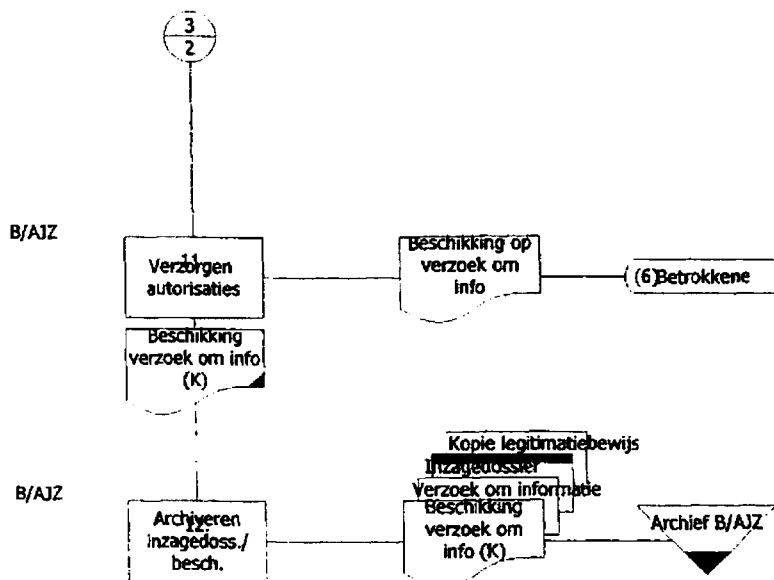 3
2
B/AJZ
11.
Verzorgen
autorisaties
Beschikking op
verzoek om
info
(6)Betrokkene
Beschikking
verzoek om info
(K)
B/AJZ
12.
Archiveren
inzagedoss./
besch.
Kopie legitimatiebewijs
Inzagedossier
Verzoek om informatie
Beschikking
verzoek om
info (K)
Archief B/AJZ